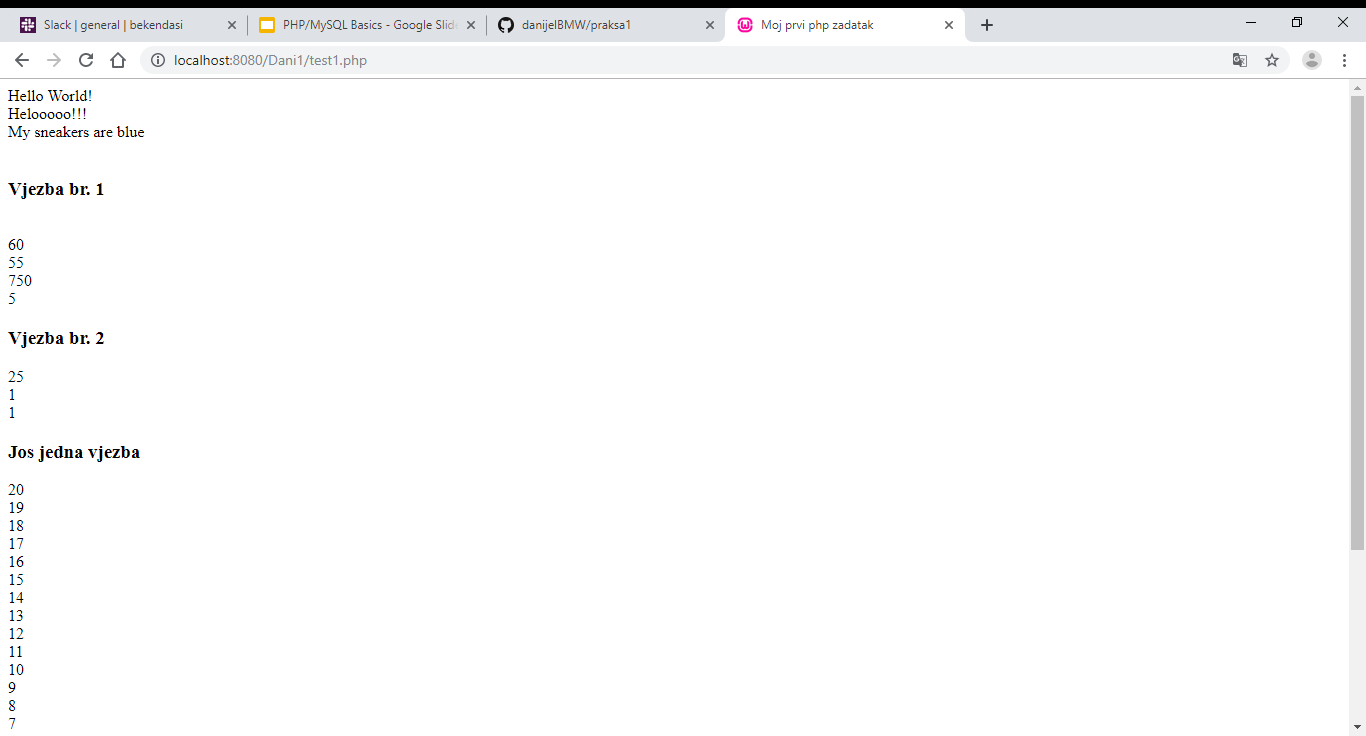 Slack | general | bekendasi
PHP/MySQL Basics - Google Slide
danijelBMW/praksa1
Moj prvi php zadatak
localhost:8080/Dani1/test1.php
Hello World!
Helooooo!!!
My sneakers are blue
Vjezba br. 1
60
55
750
5
Vjezba br. 2
25
1
1
Jos jedna vjezba
20
19
18
17
16
15
14
13
12
11
10
9
8
7